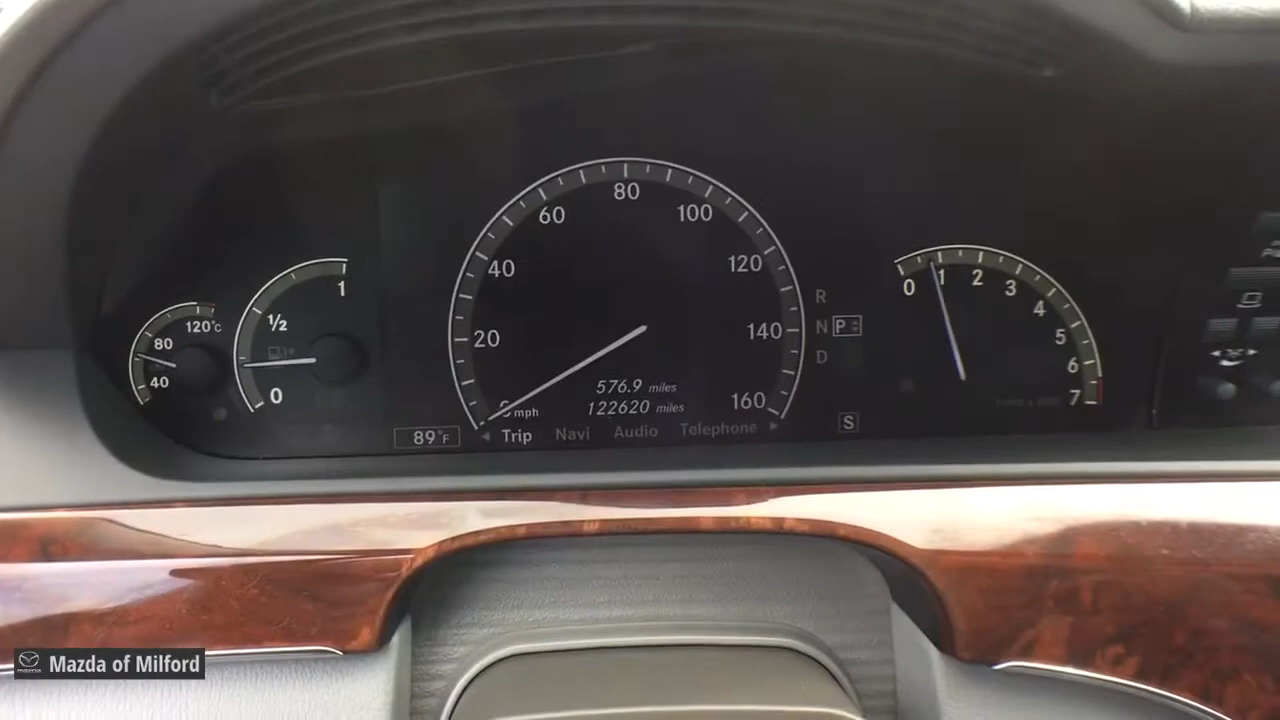 80
60
100
40
120
20
140
160
mph
1
½
0
120°C
80
40
0
1
2
3
4
5
6
7
R
N P
D
S
576.9 miles
122620 miles
89°F
Trip Navi Audio Telephone
Mazda of Milford